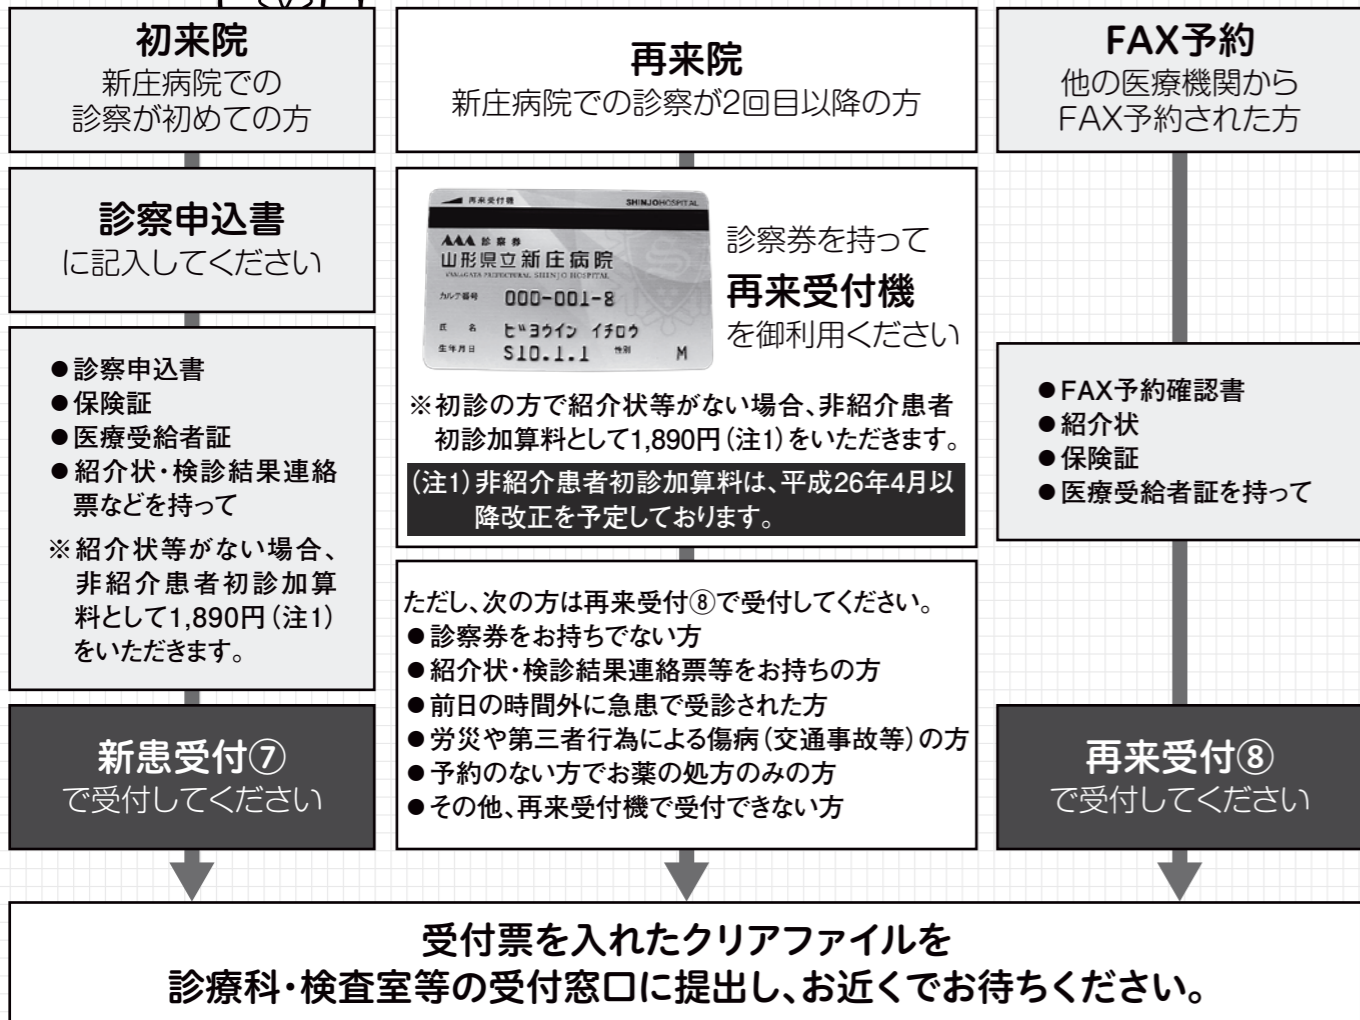 初来院
新庄病院での
診察が初めての方
診察申込書
に記入してください
●診察申込書
●保険証
●医療受給者証
●紹介状・検診結果連絡
票などを持って
※紹介状等がない場合、
非紹介患者初診加算
料として1,890円(注1)
をいただきます。
新患受付⑦
で受付してください
再来院
新庄病院での診察が2回目以降の方
再来受付機
SHINJO HOSPITAL
診察券
山形県立新庄病院
YAMAGATA PREFECTURAL SHINJO HOSPITAL
カルテ番号 000-001-8
氏名 ビヨウイン イチロウ
生年月日 S10.1.1 性別 M
診察券を持って
再来受付機
を御利用ください
※初診の方で紹介状等がない場合、非紹介患者
初診加算料として1,890円(注1)をいただきます。
(注1)非紹介患者初診加算料は、平成26年4月以
降改正を予定しております。
ただし、次の方は再来受付⑧で受付してください。
●診察券をお持ちでない方
●紹介状・検診結果連絡票等をお持ちの方
●前日の時間外に急患で受診された方
●労災や第三者行為による傷病(交通事故等)の方
●予約のない方でお薬の処方のみの方
●その他、再来受付機で受付できない方
FAX予約
他の医療機関から
FAX予約された方
●FAX予約確認書
●紹介状
●保険証
●医療受給者証を持って
再来受付⑧
で受付してください
受付票を入れたクリアファイルを
診療科・検査室等の受付窓口に提出し、お近くでお待ちください。